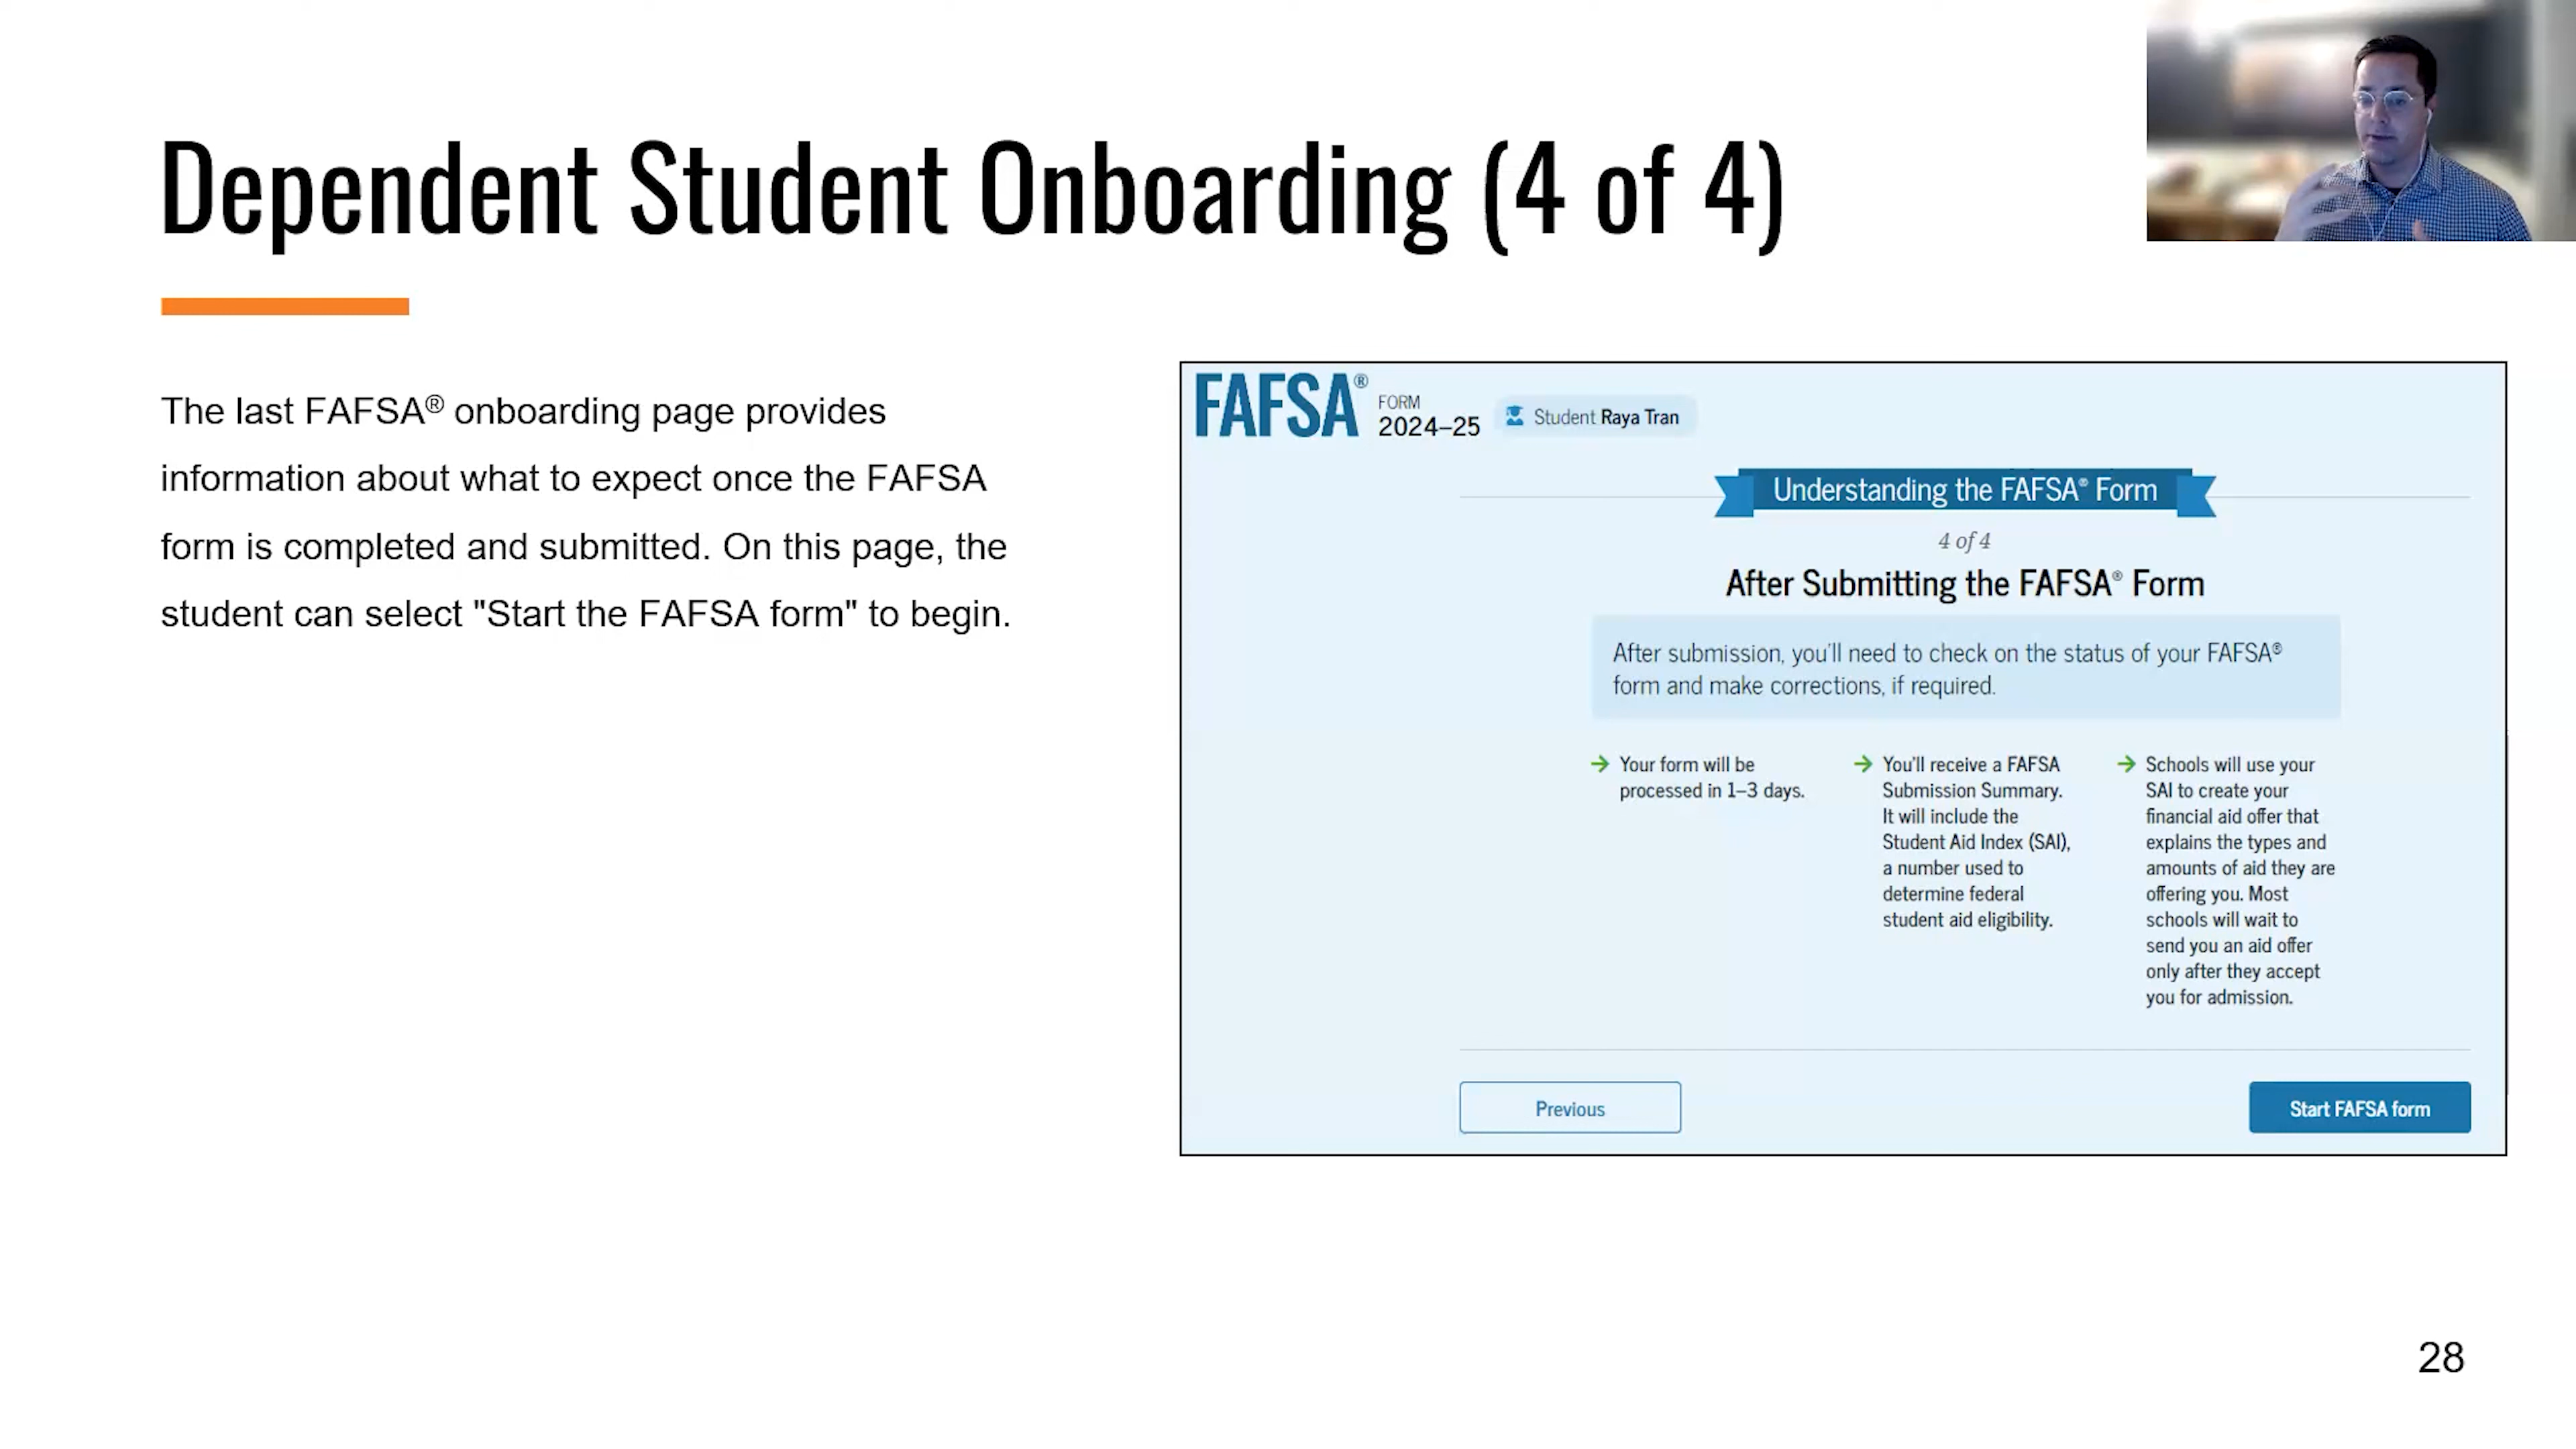 Dependent Student Onboarding (4 of 4)
The last FAFSA® onboarding page provides
information about what to expect once the FAFSA
form is completed and submitted. On this page, the
student can select "Start the FAFSA form" to begin.
FAFSA®
FORM
2024–25
Student Raya Tran
Understanding the FAFSA® Form
4 of 4
After Submitting the FAFSA® Form
After submission, you'll need to check on the status of your FAFSA®
form and make corrections, if required.
Your form will be
processed in 1–3 days.
You'll receive a FAFSA
Submission Summary.
It will include the
Student Aid Index (SAI),
a number used to
determine federal
student aid eligibility.
Schools will use your
SAI to create your
financial aid offer that
explains the types and
amounts of aid they are
offering you. Most
schools will wait to
send you an aid offer
only after they accept
you for admission.
Previous
Start FAFSA form
28